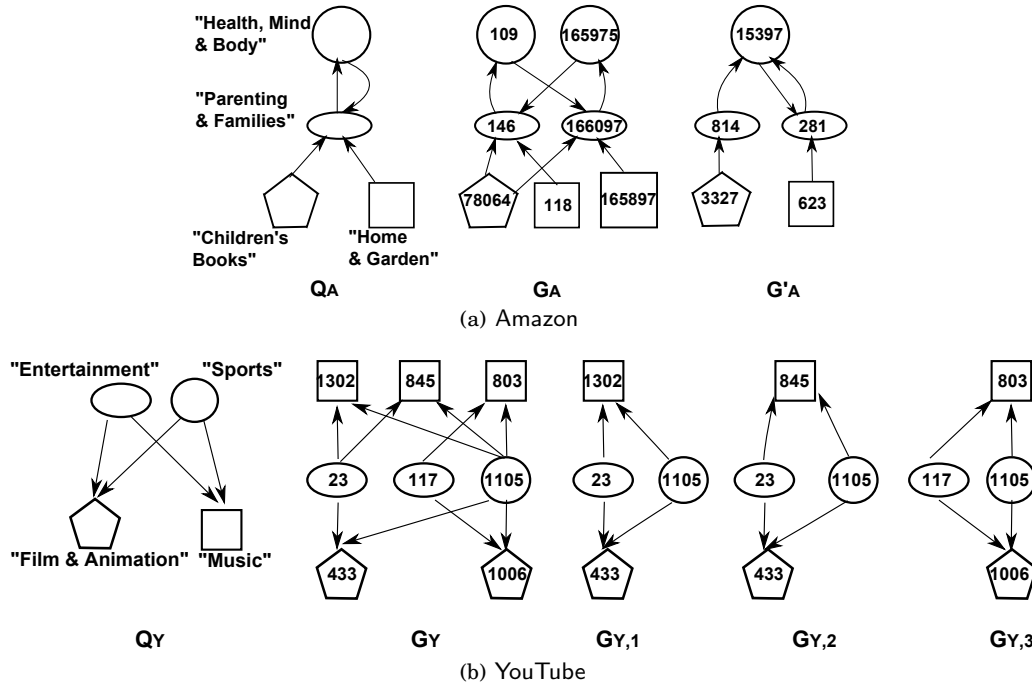 "Health, Mind
& Body"
109
165975
15397
"Parenting
& Families"
146
166097
814
281
78064
118
165897
3327
623
"Children's
Books"
"Home
& Garden"
QA
GA
G'A
(a) Amazon
"Entertainment"
"Sports"
1302
845
803
1302
845
803
23
117
1105
23
1105
23
1105
117
1105
"Film & Animation"
"Music"
433
1006
433
433
1006
QY
GY
GY,1
GY,2
GY,3
(b) YouTube